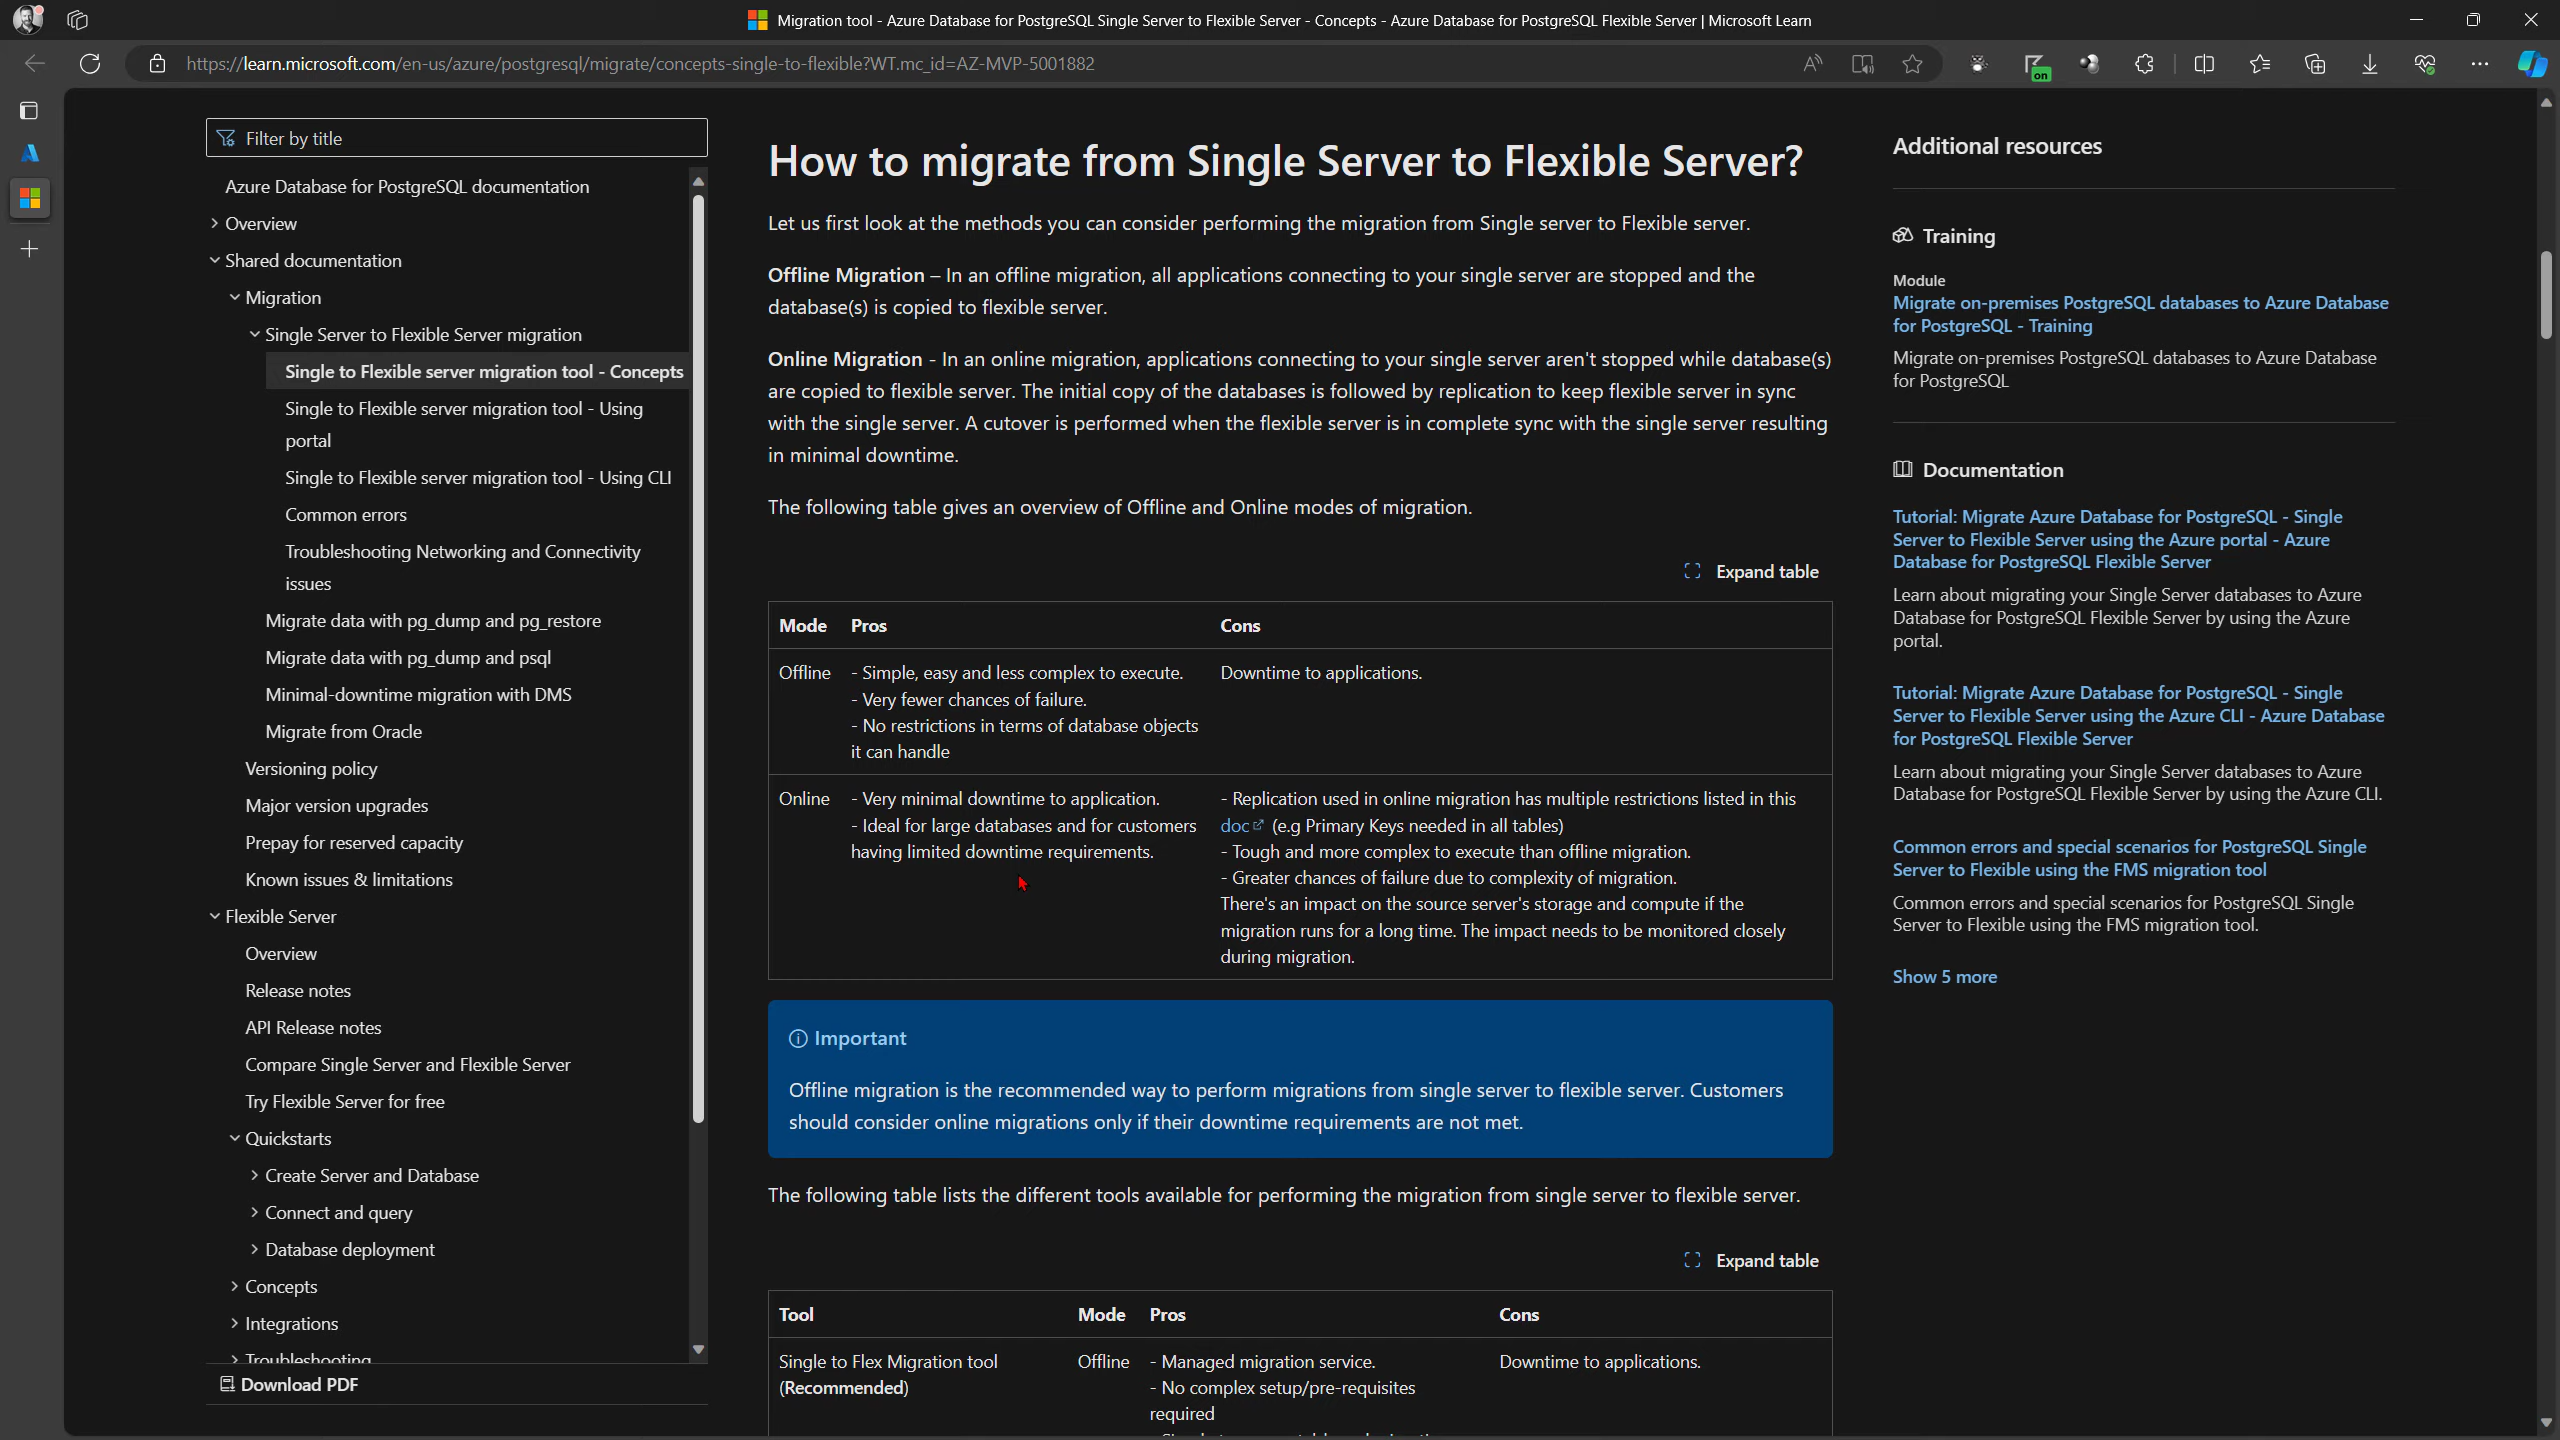 Migration tool - Azure Database for PostgreSQL Single Server to Flexible Server - Concepts - Azure Database for PostgreSQL Flexible Server | Microsoft Learn
https://learn.microsoft.com/en-us/azure/postgresql/migrate/concepts-single-to-flexible?WT.mc_id=AZ-MVP-5001882
on
Filter by title
Azure Database for PostgreSQL documentation
Overview
Shared documentation
Migration
Single Server to Flexible Server migration
Single to Flexible server migration tool - Concepts
Single to Flexible server migration tool - Using
portal
Single to Flexible server migration tool - Using CLI
Common errors
Troubleshooting Networking and Connectivity
issues
Migrate data with pg_dump and pg_restore
Migrate data with pg_dump and psql
Minimal-downtime migration with DMS
Migrate from Oracle
Versioning policy
Major version upgrades
Prepay for reserved capacity
Known issues & limitations
Flexible Server
Overview
Release notes
API Release notes
Compare Single Server and Flexible Server
Try Flexible Server for free
Quickstarts
Create Server and Database
Connect and query
Database deployment
Concepts
Integrations
Troubleshooting
Download PDF
How to migrate from Single Server to Flexible Server?
Let us first look at the methods you can consider performing the migration from Single server to Flexible server.
Offline Migration – In an offline migration, all applications connecting to your single server are stopped and the
database(s) is copied to flexible server.
Online Migration - In an online migration, applications connecting to your single server aren't stopped while database(s)
are copied to flexible server. The initial copy of the databases is followed by replication to keep flexible server in sync
with the single server. A cutover is performed when the flexible server is in complete sync with the single server resulting
in minimal downtime.
The following table gives an overview of Offline and Online modes of migration.
Expand table
Mode Pros Cons
Offline - Simple, easy and less complex to execute. Downtime to applications.
- Very fewer chances of failure.
- No restrictions in terms of database objects
it can handle
Online - Very minimal downtime to application. - Replication used in online migration has multiple restrictions listed in this
- Ideal for large databases and for customers doc (e.g Primary Keys needed in all tables)
having limited downtime requirements. - Tough and more complex to execute than offline migration.
- Greater chances of failure due to complexity of migration.
There's an impact on the source server's storage and compute if the
migration runs for a long time. The impact needs to be monitored closely
during migration.
Important
Offline migration is the recommended way to perform migrations from single server to flexible server. Customers
should consider online migrations only if their downtime requirements are not met.
The following table lists the different tools available for performing the migration from single server to flexible server.
Expand table
Tool Mode Pros Cons
Single to Flex Migration tool Offline - Managed migration service. Downtime to applications.
(Recommended) - No complex setup/pre-requisites
required
Additional resources
Training
Module
Migrate on-premises PostgreSQL databases to Azure Database
for PostgreSQL - Training
Migrate on-premises PostgreSQL databases to Azure Database
for PostgreSQL
Documentation
Tutorial: Migrate Azure Database for PostgreSQL - Single
Server to Flexible Server using the Azure portal - Azure
Database for PostgreSQL Flexible Server
Learn about migrating your Single Server databases to Azure
Database for PostgreSQL Flexible Server by using the Azure
portal.
Tutorial: Migrate Azure Database for PostgreSQL - Single
Server to Flexible Server using the Azure CLI - Azure Database
for PostgreSQL Flexible Server
Learn about migrating your Single Server databases to Azure
Database for PostgreSQL Flexible Server by using the Azure CLI.
Common errors and special scenarios for PostgreSQL Single
Server to Flexible using the FMS migration tool
Common errors and special scenarios for PostgreSQL Single
Server to Flexible using the FMS migration tool.
Show 5 more